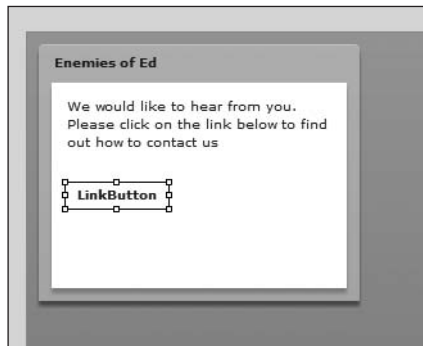 Enemies of Ed
We would like to hear from you.
Please click on the link below to find
out how to contact us
LinkButton